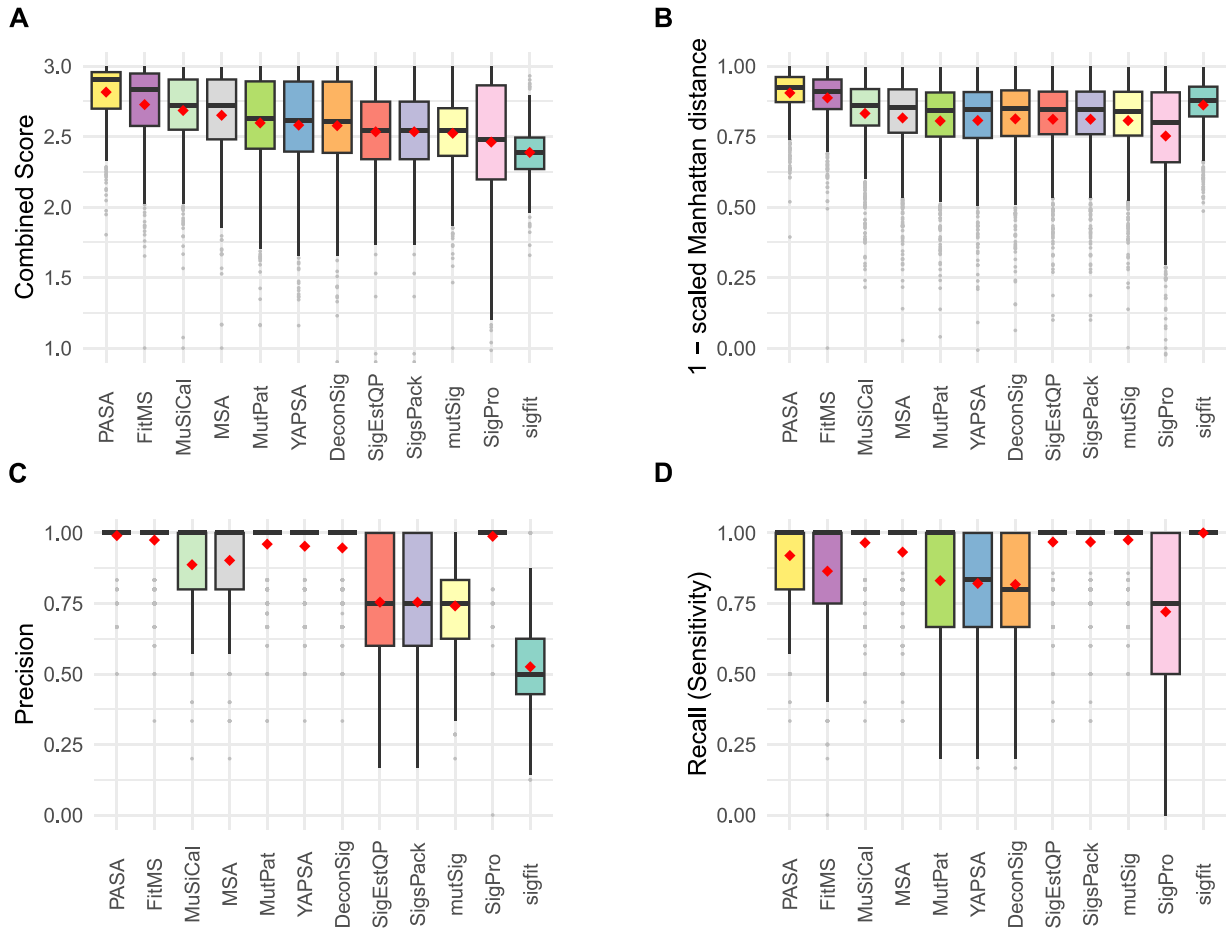 A
Combined Score
3.0
2.5
2.0
1.5
1.0
PASA
FitMS
MuSiCal
MSA
MutPat
YAPSA
DeconSig
SigEstQP
SigsPack
mutSig
SigPro
sigfit
B
1 − scaled Manhattan distance
1.00
0.75
0.50
0.25
0.00
PASA
FitMS
MuSiCal
MSA
MutPat
YAPSA
DeconSig
SigEstQP
SigsPack
mutSig
SigPro
sigfit
C
Precision
1.00
0.75
0.50
0.25
0.00
PASA
FitMS
MuSiCal
MSA
MutPat
YAPSA
DeconSig
SigEstQP
SigsPack
mutSig
SigPro
sigfit
D
Recall (Sensitivity)
1.00
0.75
0.50
0.25
0.00
PASA
FitMS
MuSiCal
MSA
MutPat
YAPSA
DeconSig
SigEstQP
SigsPack
mutSig
SigPro
sigfit